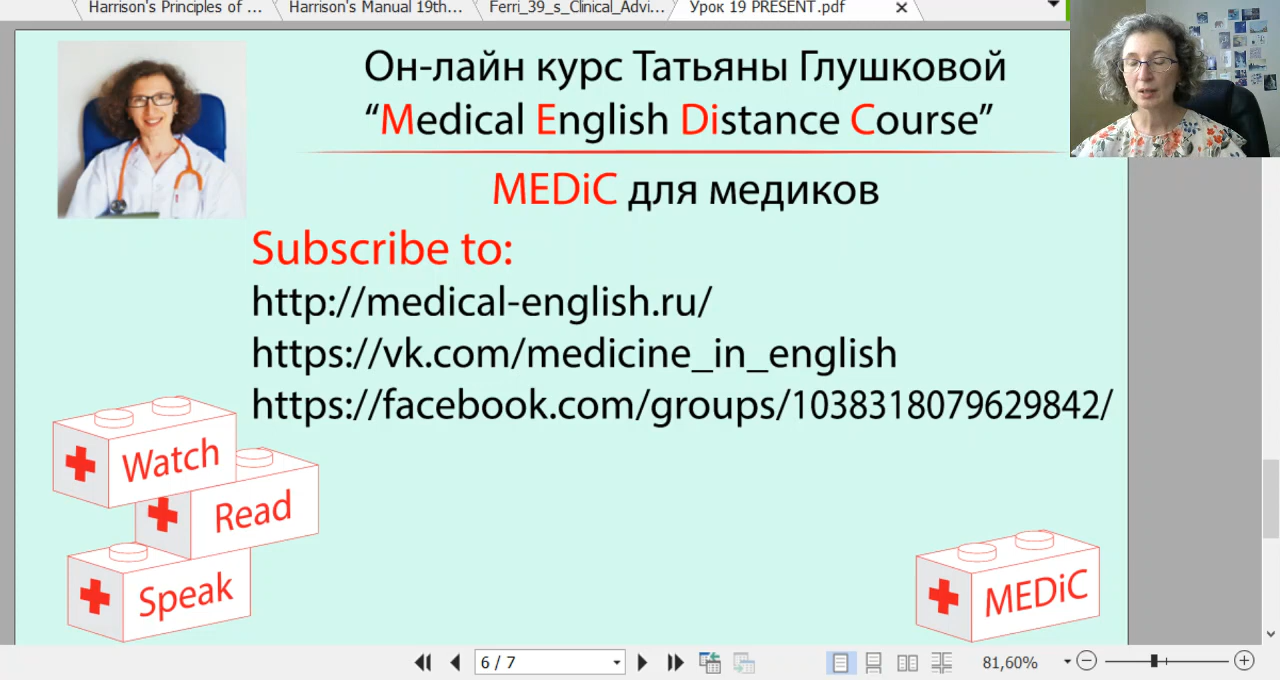 Harrison's Principles of ...
Harrison's Manual 19th...
Ferri_39_s_Clinical_Advi...
Урок 19 PRESENT.pdf
Он-лайн курс Татьяны Глушковой
“Medical English Distance Course”
MEDiC для медиков
Subscribe to:
http://medical-english.ru/
https://vk.com/medicine_in_english
https://facebook.com/groups/1038318079629842/
Watch
Read
Speak
MEDiC
6 / 7
81,60%